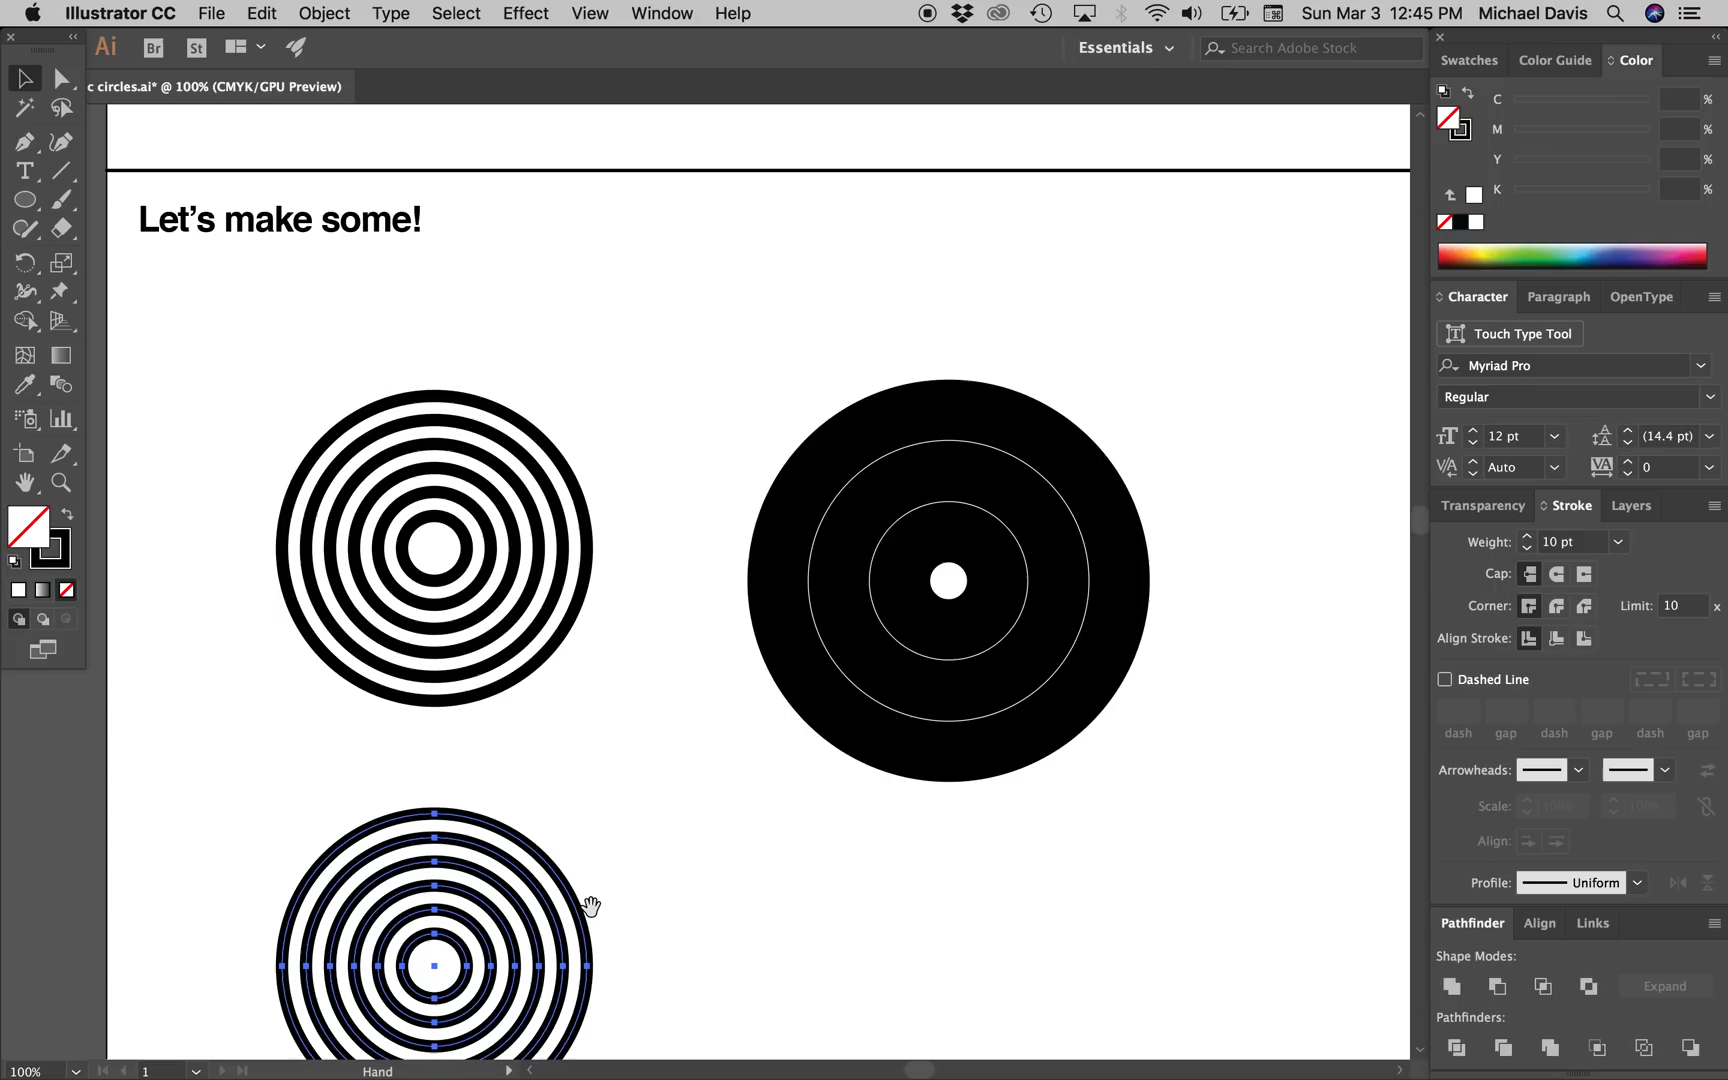 Illustrator CC File Edit Object Type Select Effect View Window Help Sun Mar 3 12:45 PM Michael Davis
Ai Br St Essentials Search Adobe Stock
c circles.ai* @ 100% (CMYK/GPU Preview)
Let's make some!
Swatches Color Guide Color
C %
M %
Y %
K %
Character Paragraph OpenType
Touch Type Tool
Myriad Pro
Regular
12 pt (14.4 pt)
Auto 0
Transparency Stroke Layers
Weight: 10 pt
Cap:
Corner: Limit: 10 x
Align Stroke:
Dashed Line
dash gap dash gap dash gap
Arrowheads:
Scale: 100% 100%
Align:
Profile: Uniform
Pathfinder Align Links
Shape Modes:
Expand
Pathfinders:
100% 1 Hand